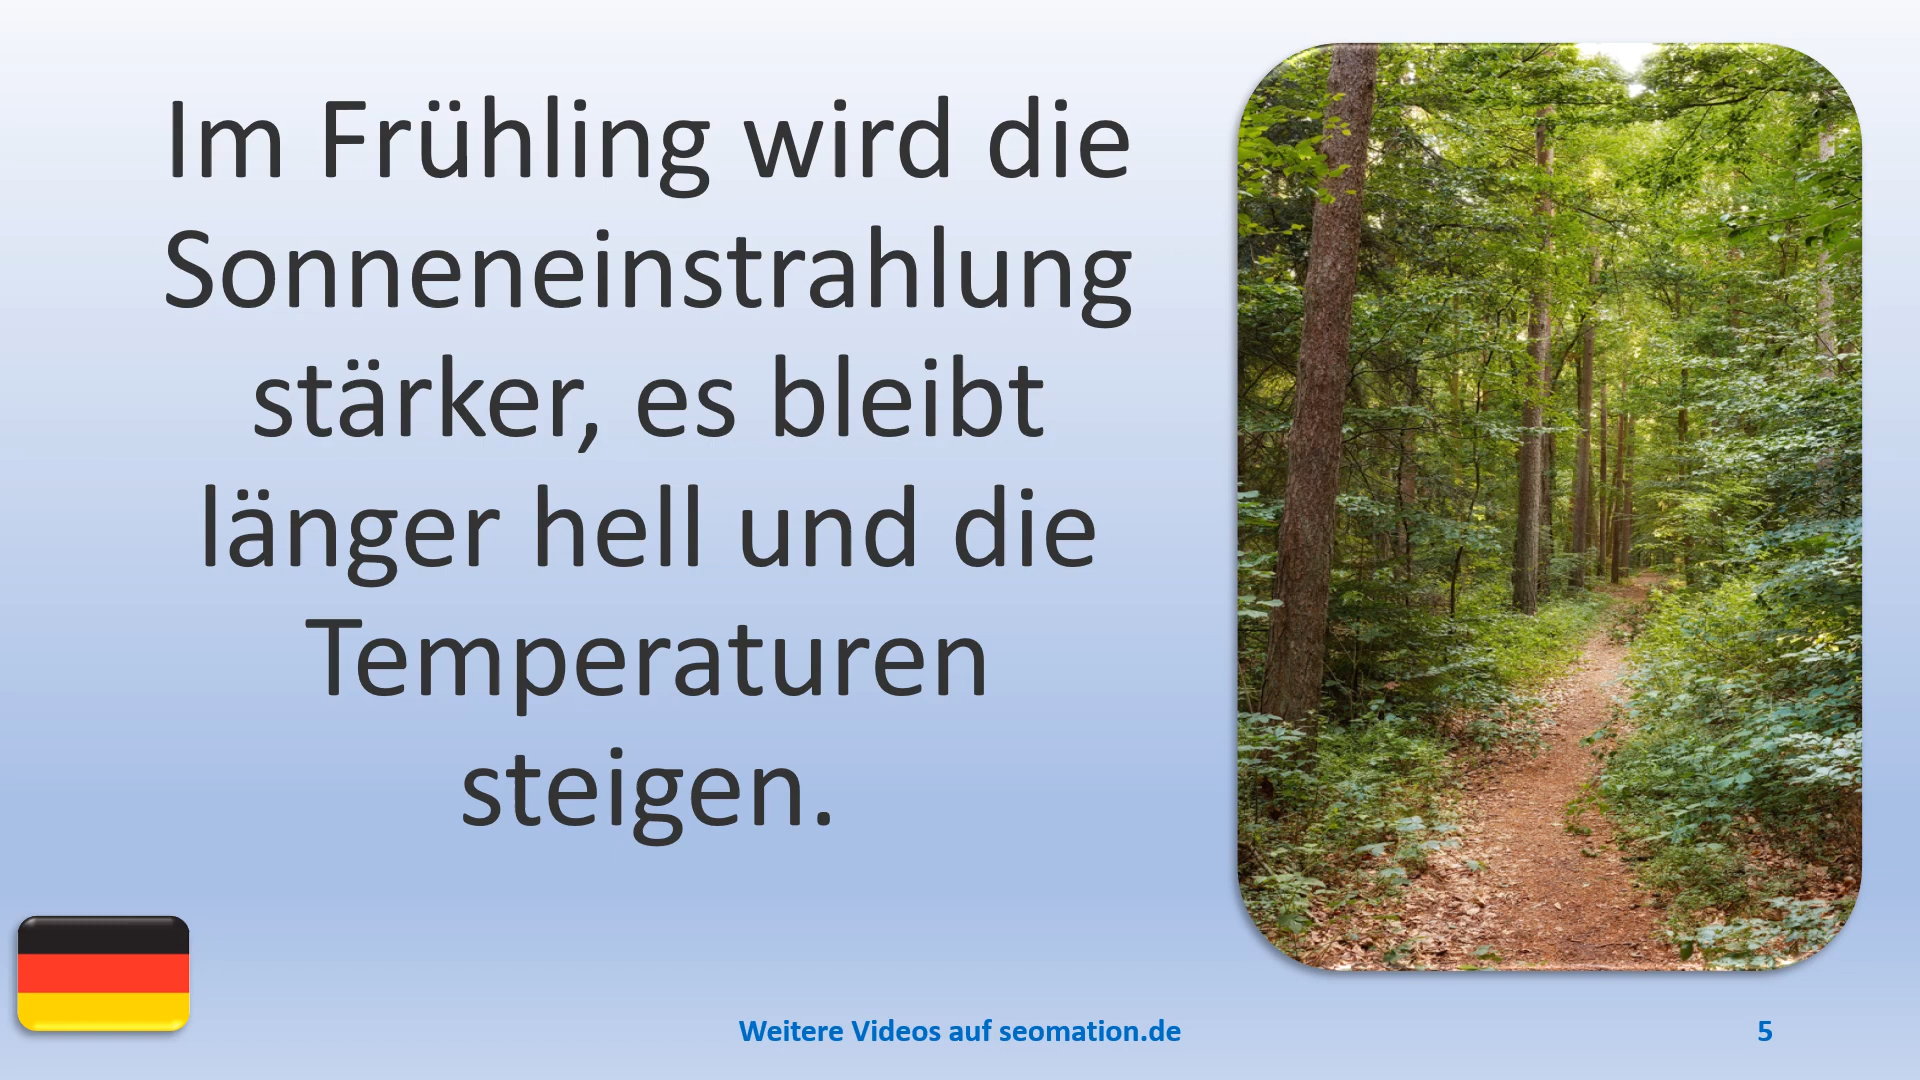 Im Frühling wird die
Sonneneinstrahlung
stärker, es bleibt
länger hell und die
Temperaturen
steigen.
Weitere Videos auf seomation.de
5